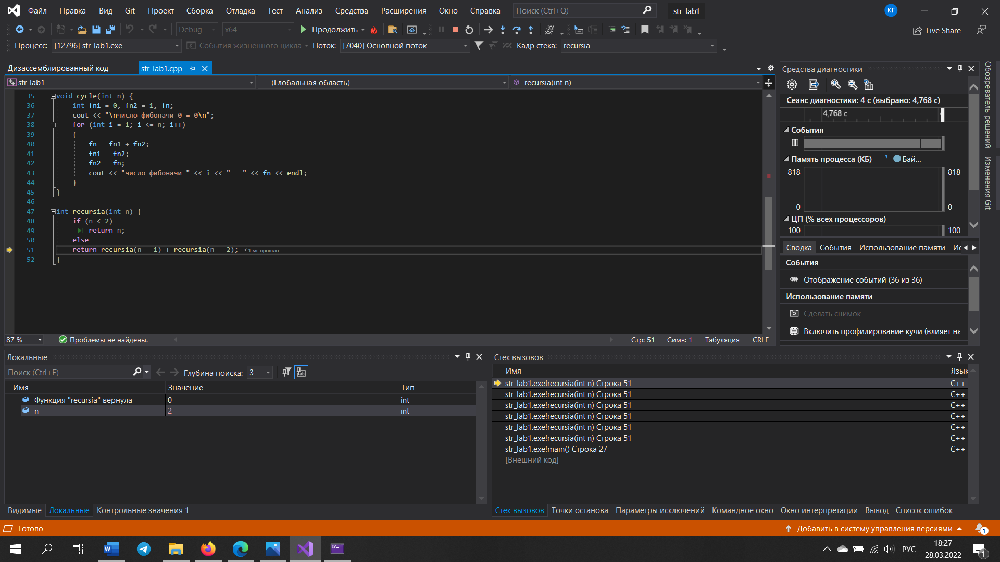 Файл Правка Вид Git Проект Сборка Отладка Тест Анализ Средства Расширения Окно Справка Поиск (Ctrl+Q) str_lab1 КГ
Debug x64 Продолжить Live Share
Процесс: [12796] str_lab1.exe События жизненного цикла Поток: [7040] Основной поток Кадр стека: recursia
Дизассемблированный код str_lab1.cpp
str_lab1 (Глобальная область) recursia(int n)
35 void cycle(int n) {
36 int fn1 = 0, fn2 = 1, fn;
37 cout << "\nчисло фибоначи 0 = 0\n";
38 for (int i = 1; i <= n; i++)
39 {
40 fn = fn1 + fn2;
41 fn1 = fn2;
42 fn2 = fn;
43 cout << "число фибоначи " << i << " = " << fn << endl;
44 }
45 }
46
47 int recursia(int n) {
48 if (n < 2)
49 return n;
50 else
51 return recursia(n - 1) + recursia(n - 2); ≤ 1 мс прошло
52 }
87 % Проблемы не найдены. Стр: 51 Симв: 1 Табуляция CRLF
Средства диагностики
Сеанс диагностики: 4 с (выбрано: 4,768 с)
4,768 с
События
Память процесса (КБ) Бай...
818 818
0 0
ЦП (% всех процессоров)
100 100
Сводка События Использование памяти Ис
События
Отображение событий (36 из 36)
Использование памяти
Сделать снимок
Включить профилирование кучи (влияет на
Обозреватель решений
Изменения Git
Локальные
Поиск (Ctrl+E) Глубина поиска: 3
Имя Значение Тип
Функция "recursia" вернула 0 int
n 2 int
Видимые Локальные Контрольные значения 1
Стек вызовов
Имя Язык
str_lab1.exe!recursia(int n) Строка 51 C++
str_lab1.exe!recursia(int n) Строка 51 C++
str_lab1.exe!recursia(int n) Строка 51 C++
str_lab1.exe!recursia(int n) Строка 51 C++
str_lab1.exe!recursia(int n) Строка 51 C++
str_lab1.exe!recursia(int n) Строка 51 C++
str_lab1.exe!main() Строка 27 C++
[Внешний код]
Стек вызовов Точки останова Параметры исключений Командное окно Окно интерпретации Вывод Список ошибок
Готово Добавить в систему управления версиями 1
РУС 18:27
28.03.2022 1